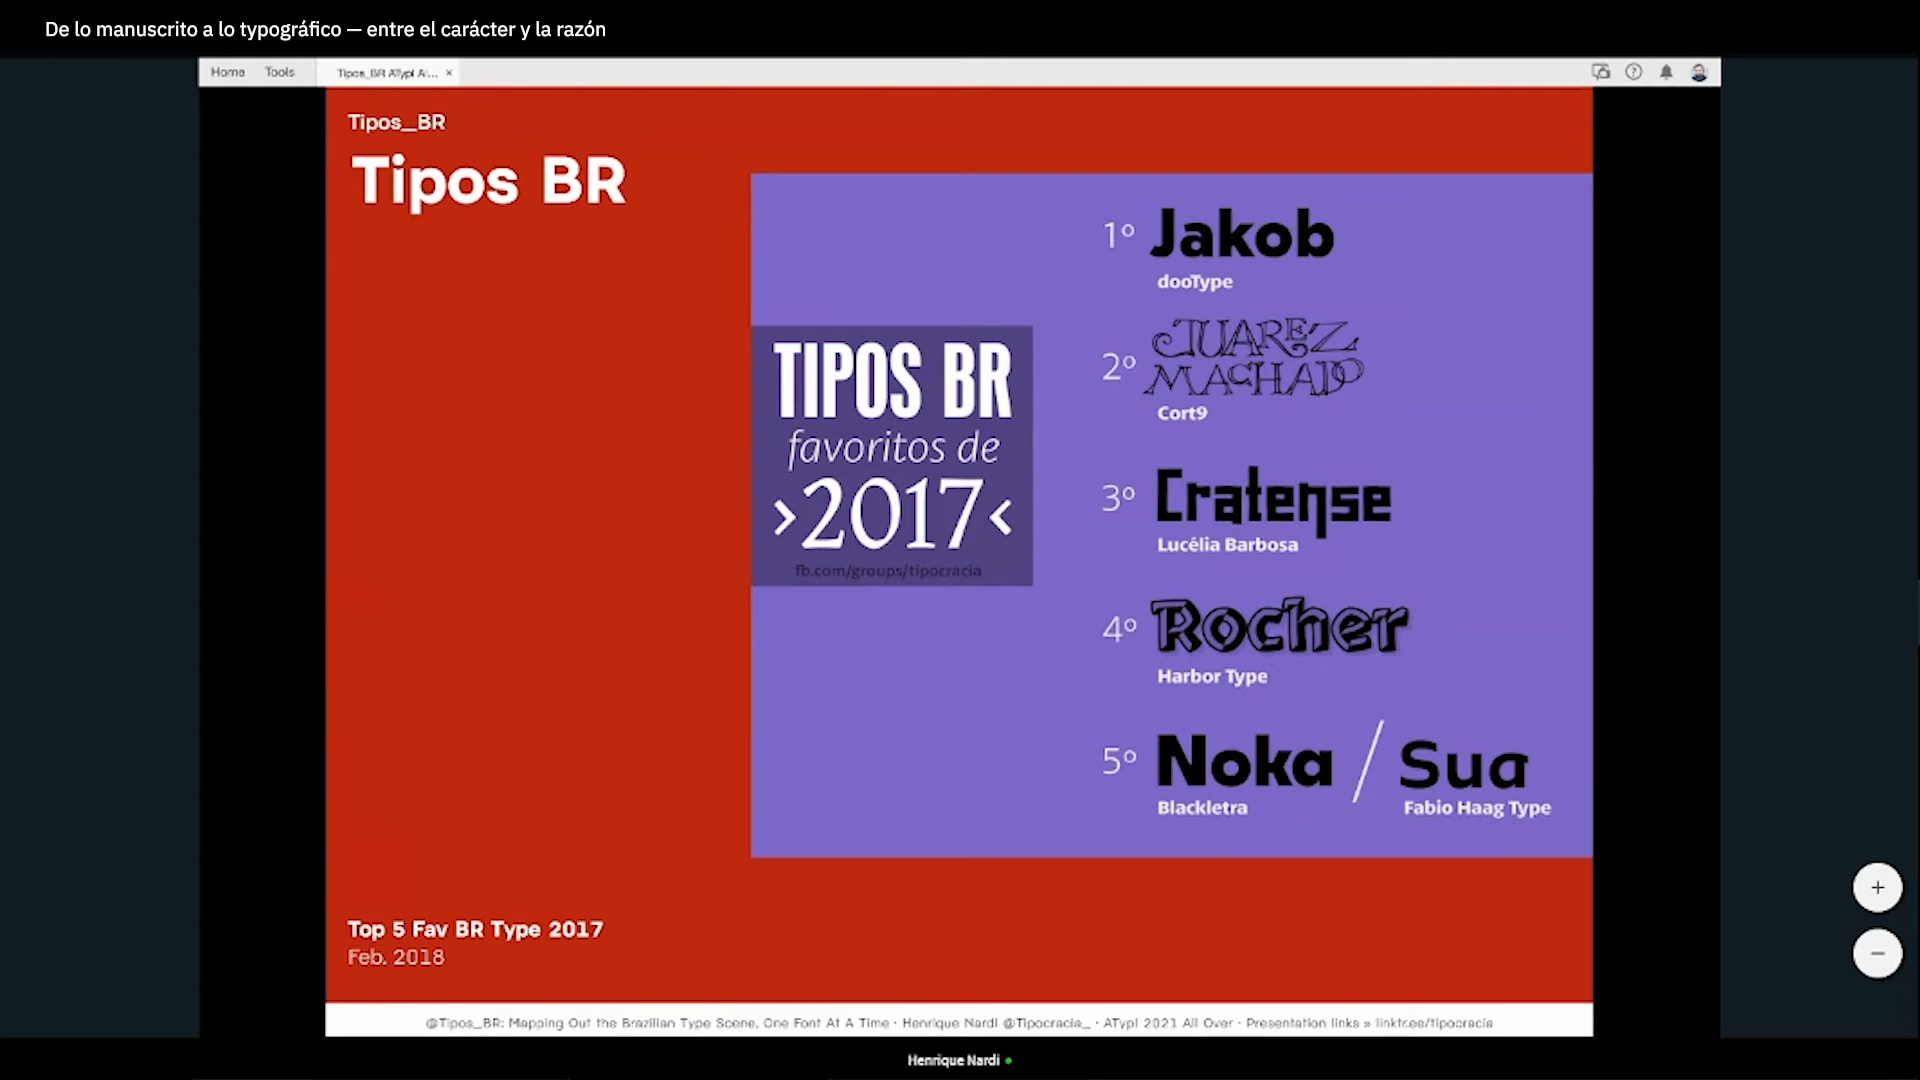 De lo manuscrito a lo typográfico — entre el carácter y la razón
Home Tools Tipos_BR ATypI Al... ×
Tipos_BR
Tipos BR
TIPOS BR
favoritos de
>2017<
fb.com/groups/tipocracia
1º Jakob
dooType
2º JUAREZ
MACHADO
Cort9
3º Cratense
Lucélia Barbosa
4º Rocher
Harbor Type
5º Noka / Sua
Blackletra Fabio Haag Type
Top 5 Fav BR Type 2017
Feb. 2018
@Tipos_BR: Mapping Out the Brazilian Type Scene, One Font At A Time · Henrique Nardi @Tipocracia_ · ATypI 2021 All Over · Presentation links » linktr.ee/tipocracia
Henrique Nardi